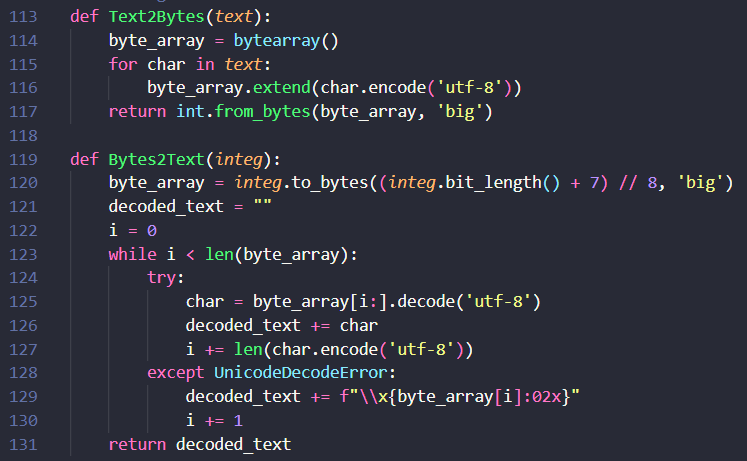 113 def Text2Bytes(text):
114     byte_array = bytearray()
115     for char in text:
116         byte_array.extend(char.encode('utf-8'))
117     return int.from_bytes(byte_array, 'big')
118
119 def Bytes2Text(integ):
120     byte_array = integ.to_bytes((integ.bit_length() + 7) // 8, 'big')
121     decoded_text = ""
122     i = 0
123     while i < len(byte_array):
124         try:
125             char = byte_array[i:].decode('utf-8')
126             decoded_text += char
127             i += len(char.encode('utf-8'))
128         except UnicodeDecodeError:
129             decoded_text += f"\\x{byte_array[i]:02x}"
130             i += 1
131     return decoded_text